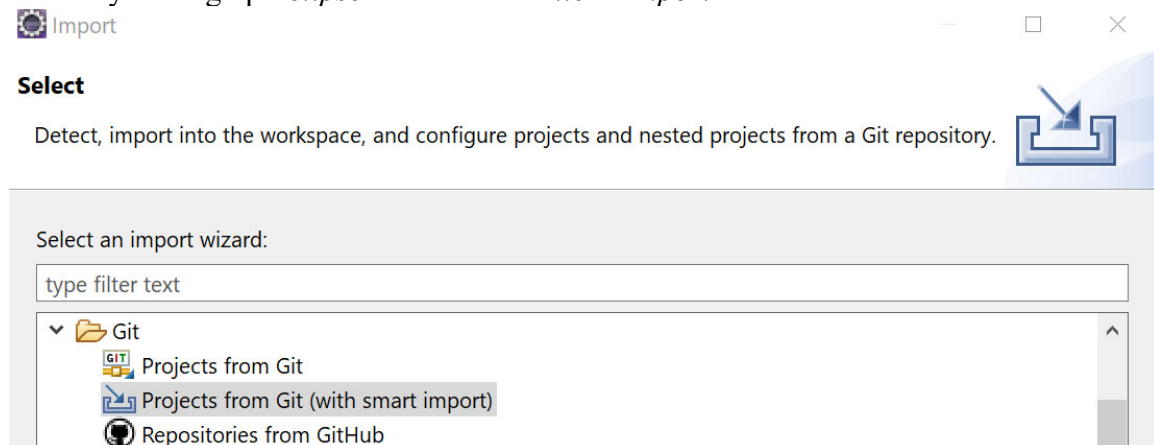 Import
Select
Detect, import into the workspace, and configure projects and nested projects from a Git repository.
Select an import wizard:
type filter text
Git
GIT
Projects from Git
Projects from Git (with smart import)
Repositories from GitHub